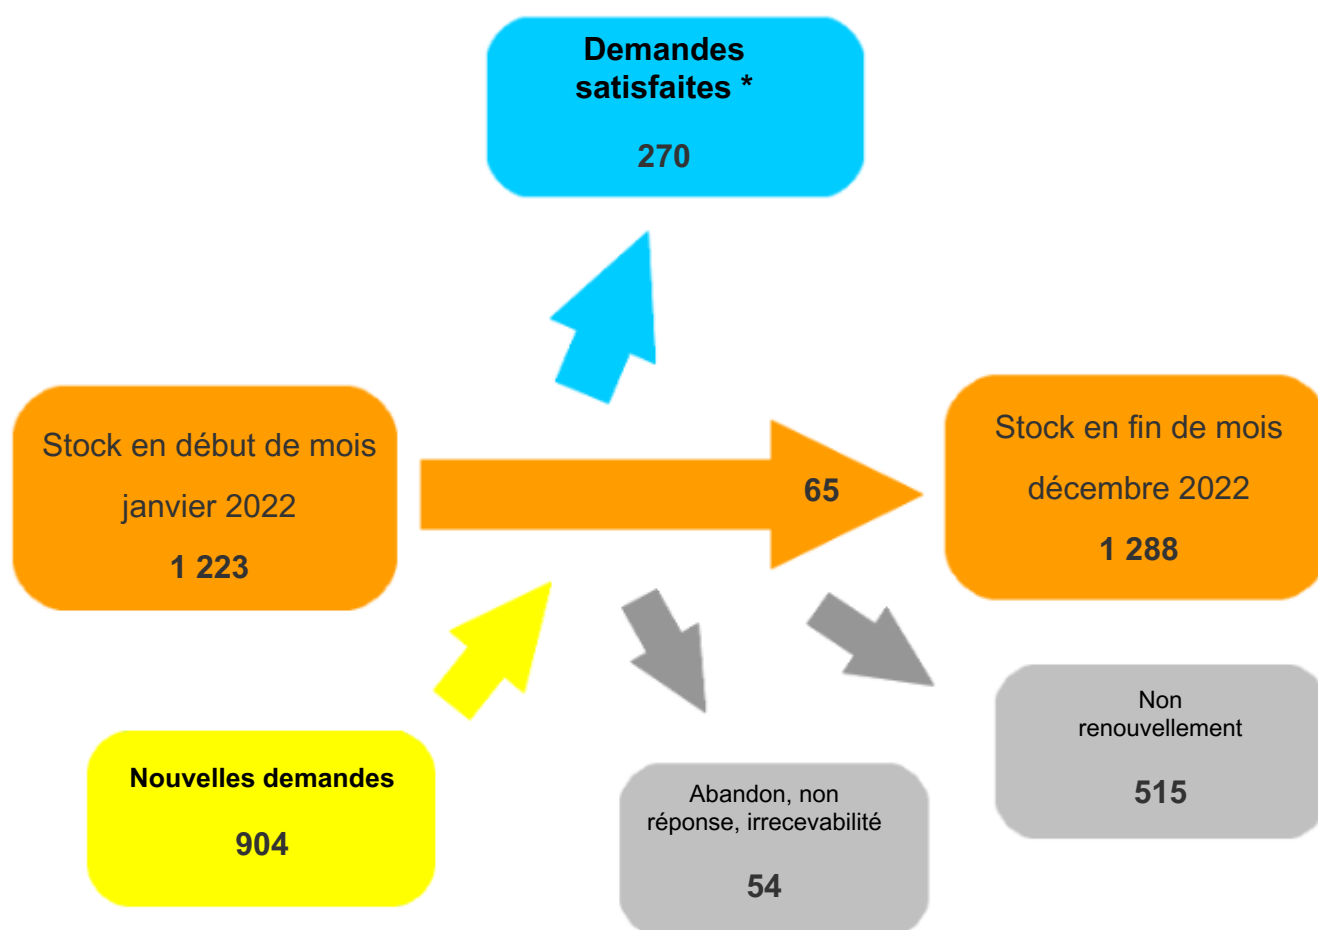 Demandes
satisfaites *
270
Stock en début de mois
janvier 2022
1 223
65
Stock en fin de mois
décembre 2022
1 288
Nouvelles demandes
904
Abandon, non
réponse, irrecevabilité
54
Non
renouvellement
515